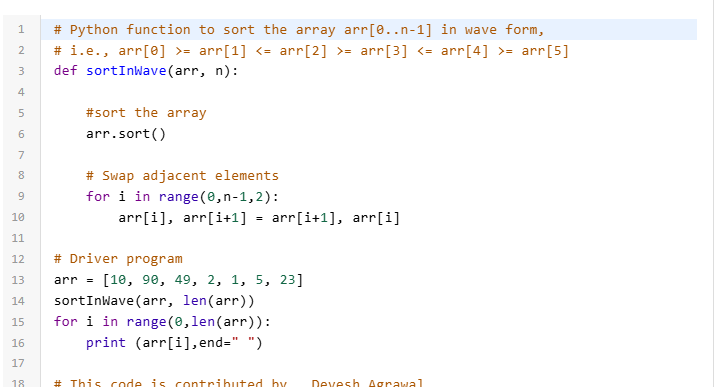 1 # Python function to sort the array arr[0..n-1] in wave form,
2 # i.e., arr[0] >= arr[1] <= arr[2] >= arr[3] <= arr[4] >= arr[5]
3 def sortInWave(arr, n):
4
5     #sort the array
6     arr.sort()
7
8     # Swap adjacent elements
9     for i in range(0,n-1,2):
10         arr[i], arr[i+1] = arr[i+1], arr[i]
11
12 # Driver program
13 arr = [10, 90, 49, 2, 1, 5, 23]
14 sortInWave(arr, len(arr))
15 for i in range(0,len(arr)):
16     print (arr[i],end=" ")
17
18 # This code is contributed by   Devesh Agrawal